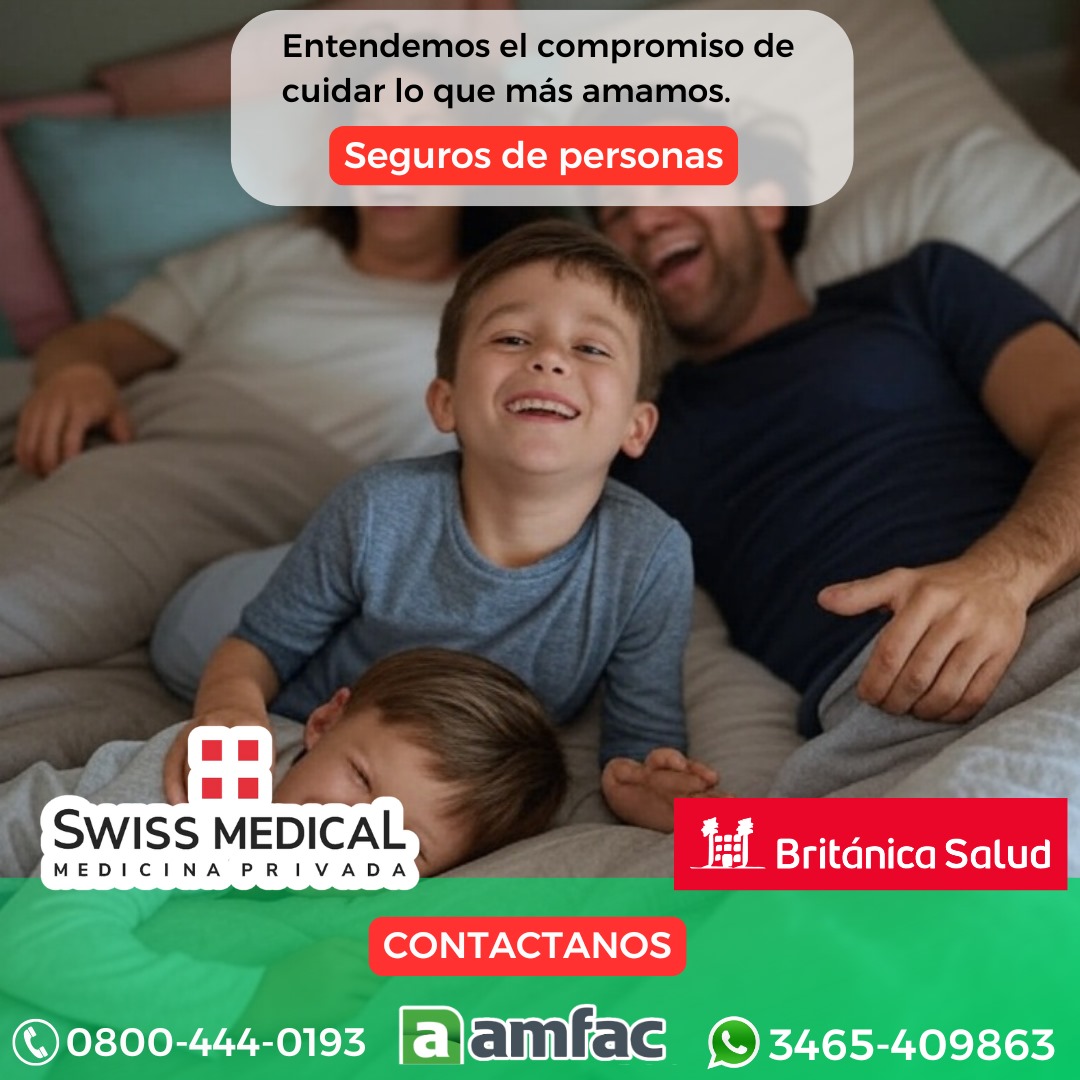 Entendemos el compromiso de
cuidar lo que más amamos.
Seguros de personas
SWISS MEDICAL
MEDICINA PRIVADA
Británica Salud
CONTACTANOS
0800-444-0193
a amfac
3465-409863